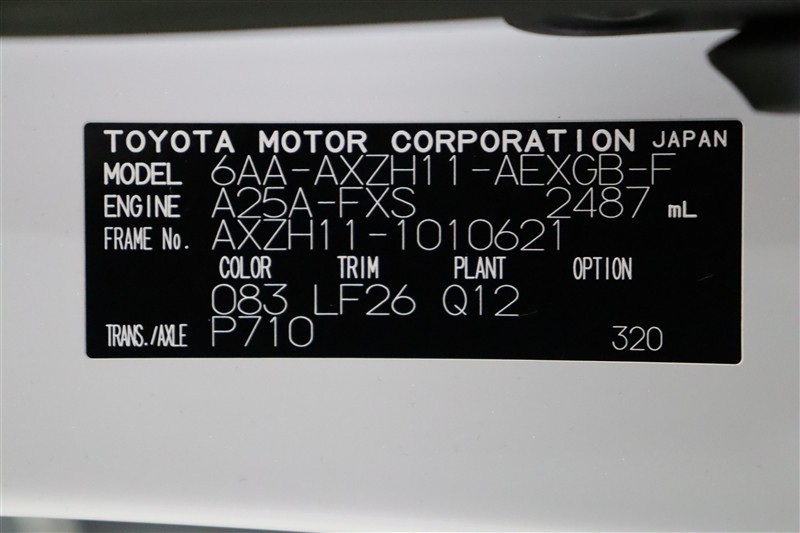 TOYOTA MOTOR CORPORATION JAPAN
MODEL 6AA-AXZH11-AEXGB-F
ENGINE A25A-FXS 2487 mL
FRAME No. AXZH11-1010621
COLOR TRIM PLANT OPTION
083 LF26 Q12
TRANS./AXLE P710 320